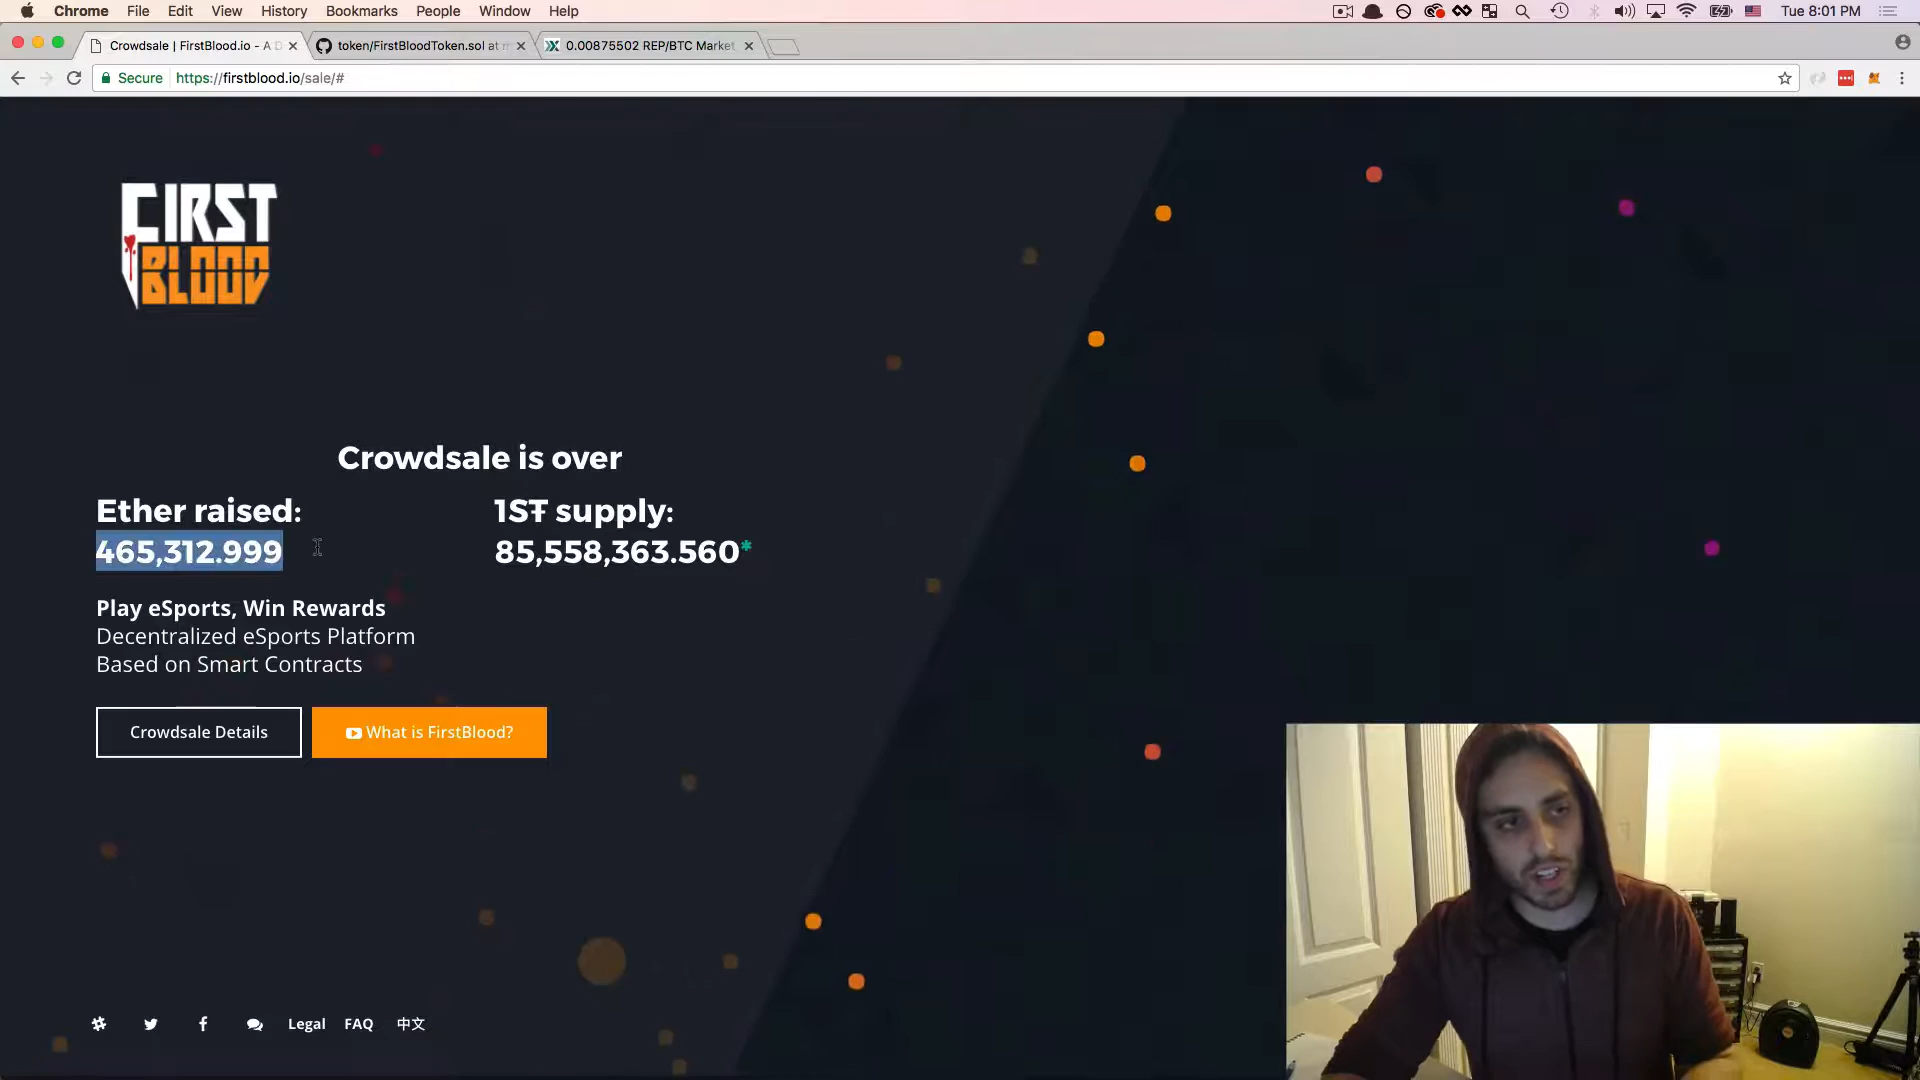 Chrome File Edit View History Bookmarks People Window Help Tue 8:01 PM
Crowdsale | FirstBlood.io - A D token/FirstBloodToken.sol at m 0.00875502 REP/BTC Market
Secure https://firstblood.io/sale/#
FIRST
BLOOD
Crowdsale is over
Ether raised: 1SŦ supply:
465,312.999 85,558,363.560*
Play eSports, Win Rewards
Decentralized eSports Platform
Based on Smart Contracts
Crowdsale Details What is FirstBlood?
Legal FAQ 中文